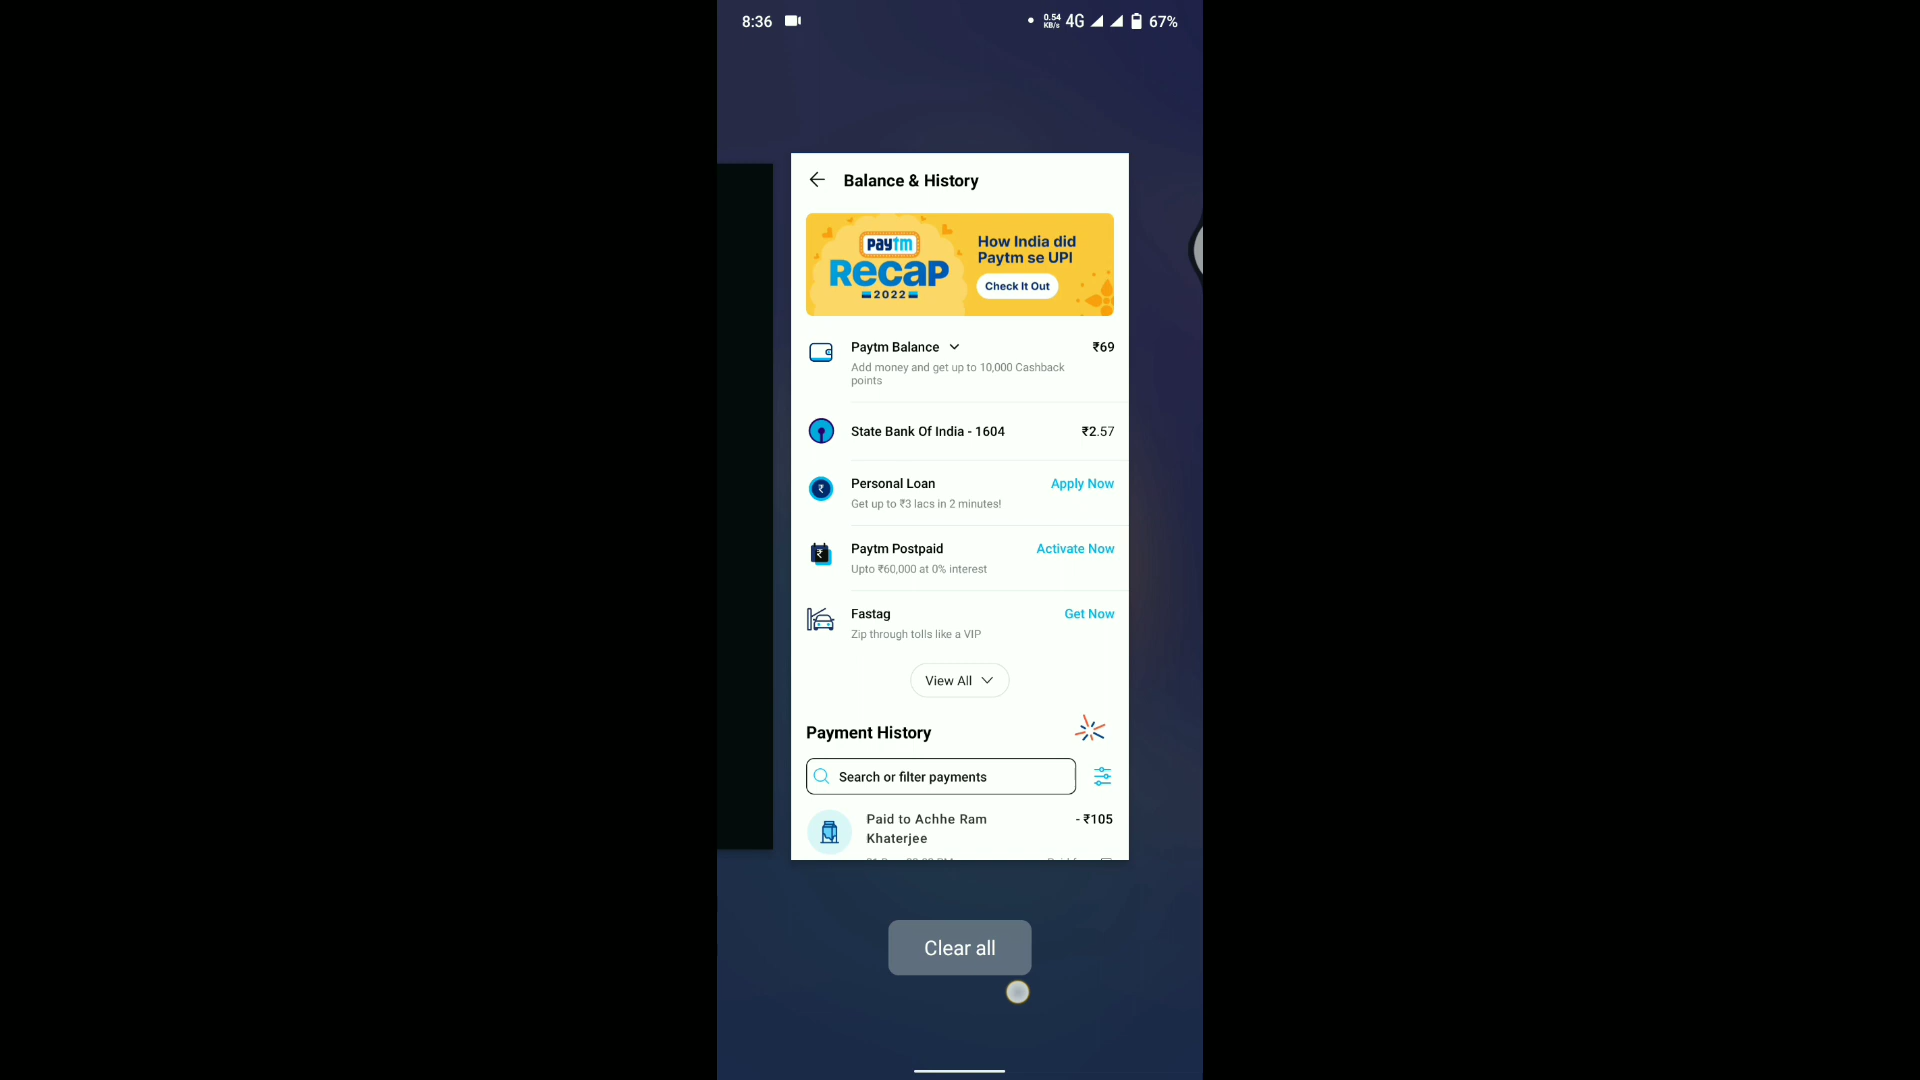 8:36
0.54 KB/s 4G 67%
Balance & History
paytm
Recap
2022
How India did
Paytm se UPI
Check It Out
Paytm Balance ₹69
Add money and get up to 10,000 Cashback
points
State Bank Of India - 1604 ₹2.57
Personal Loan Apply Now
Get up to ₹3 lacs in 2 minutes!
Paytm Postpaid Activate Now
Upto ₹60,000 at 0% interest
Fastag Get Now
Zip through tolls like a VIP
View All
Payment History
Search or filter payments
Paid to Achhe Ram - ₹105
Khaterjee
Clear all